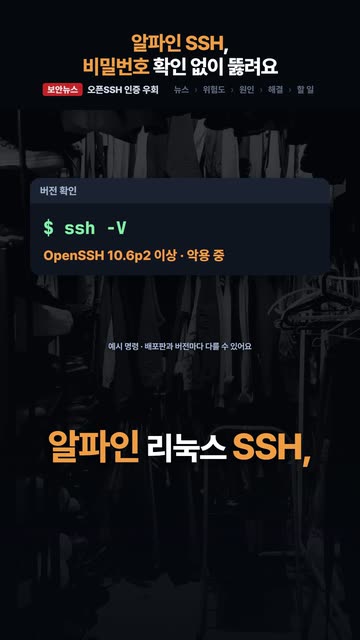 알파인 SSH,
비밀번호 확인 없이 뚫려요
보안뉴스 오픈SSH 인증 우회 뉴스 › 위험도 › 원인 › 해결 › 할 일
버전 확인
$ ssh -V
OpenSSH 10.6p2 이상 · 악용 중
예시 명령 · 배포판과 버전마다 다를 수 있어요
알파인 리눅스 SSH,